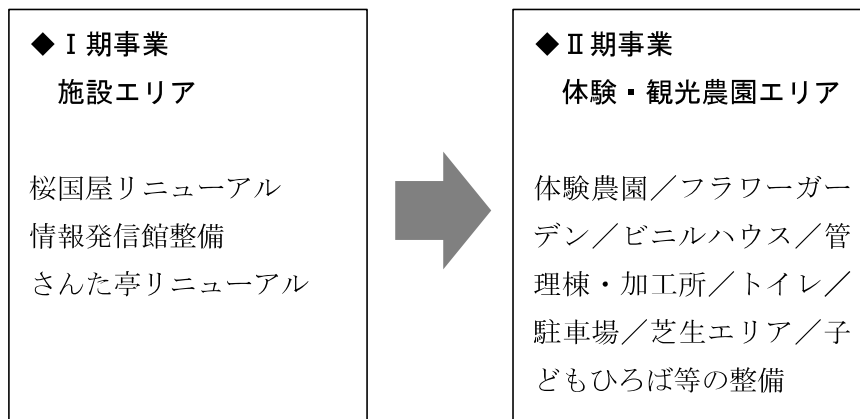 ◆Ⅰ期事業
施設エリア
桜国屋リニューアル
情報発信館整備
さんた亭リニューアル
◆Ⅱ期事業
体験・観光農園エリア
体験農園／フラワーガー
デン／ビニルハウス／管
理棟・加工所／トイレ／
駐車場／芝生エリア／子
どもひろば等の整備